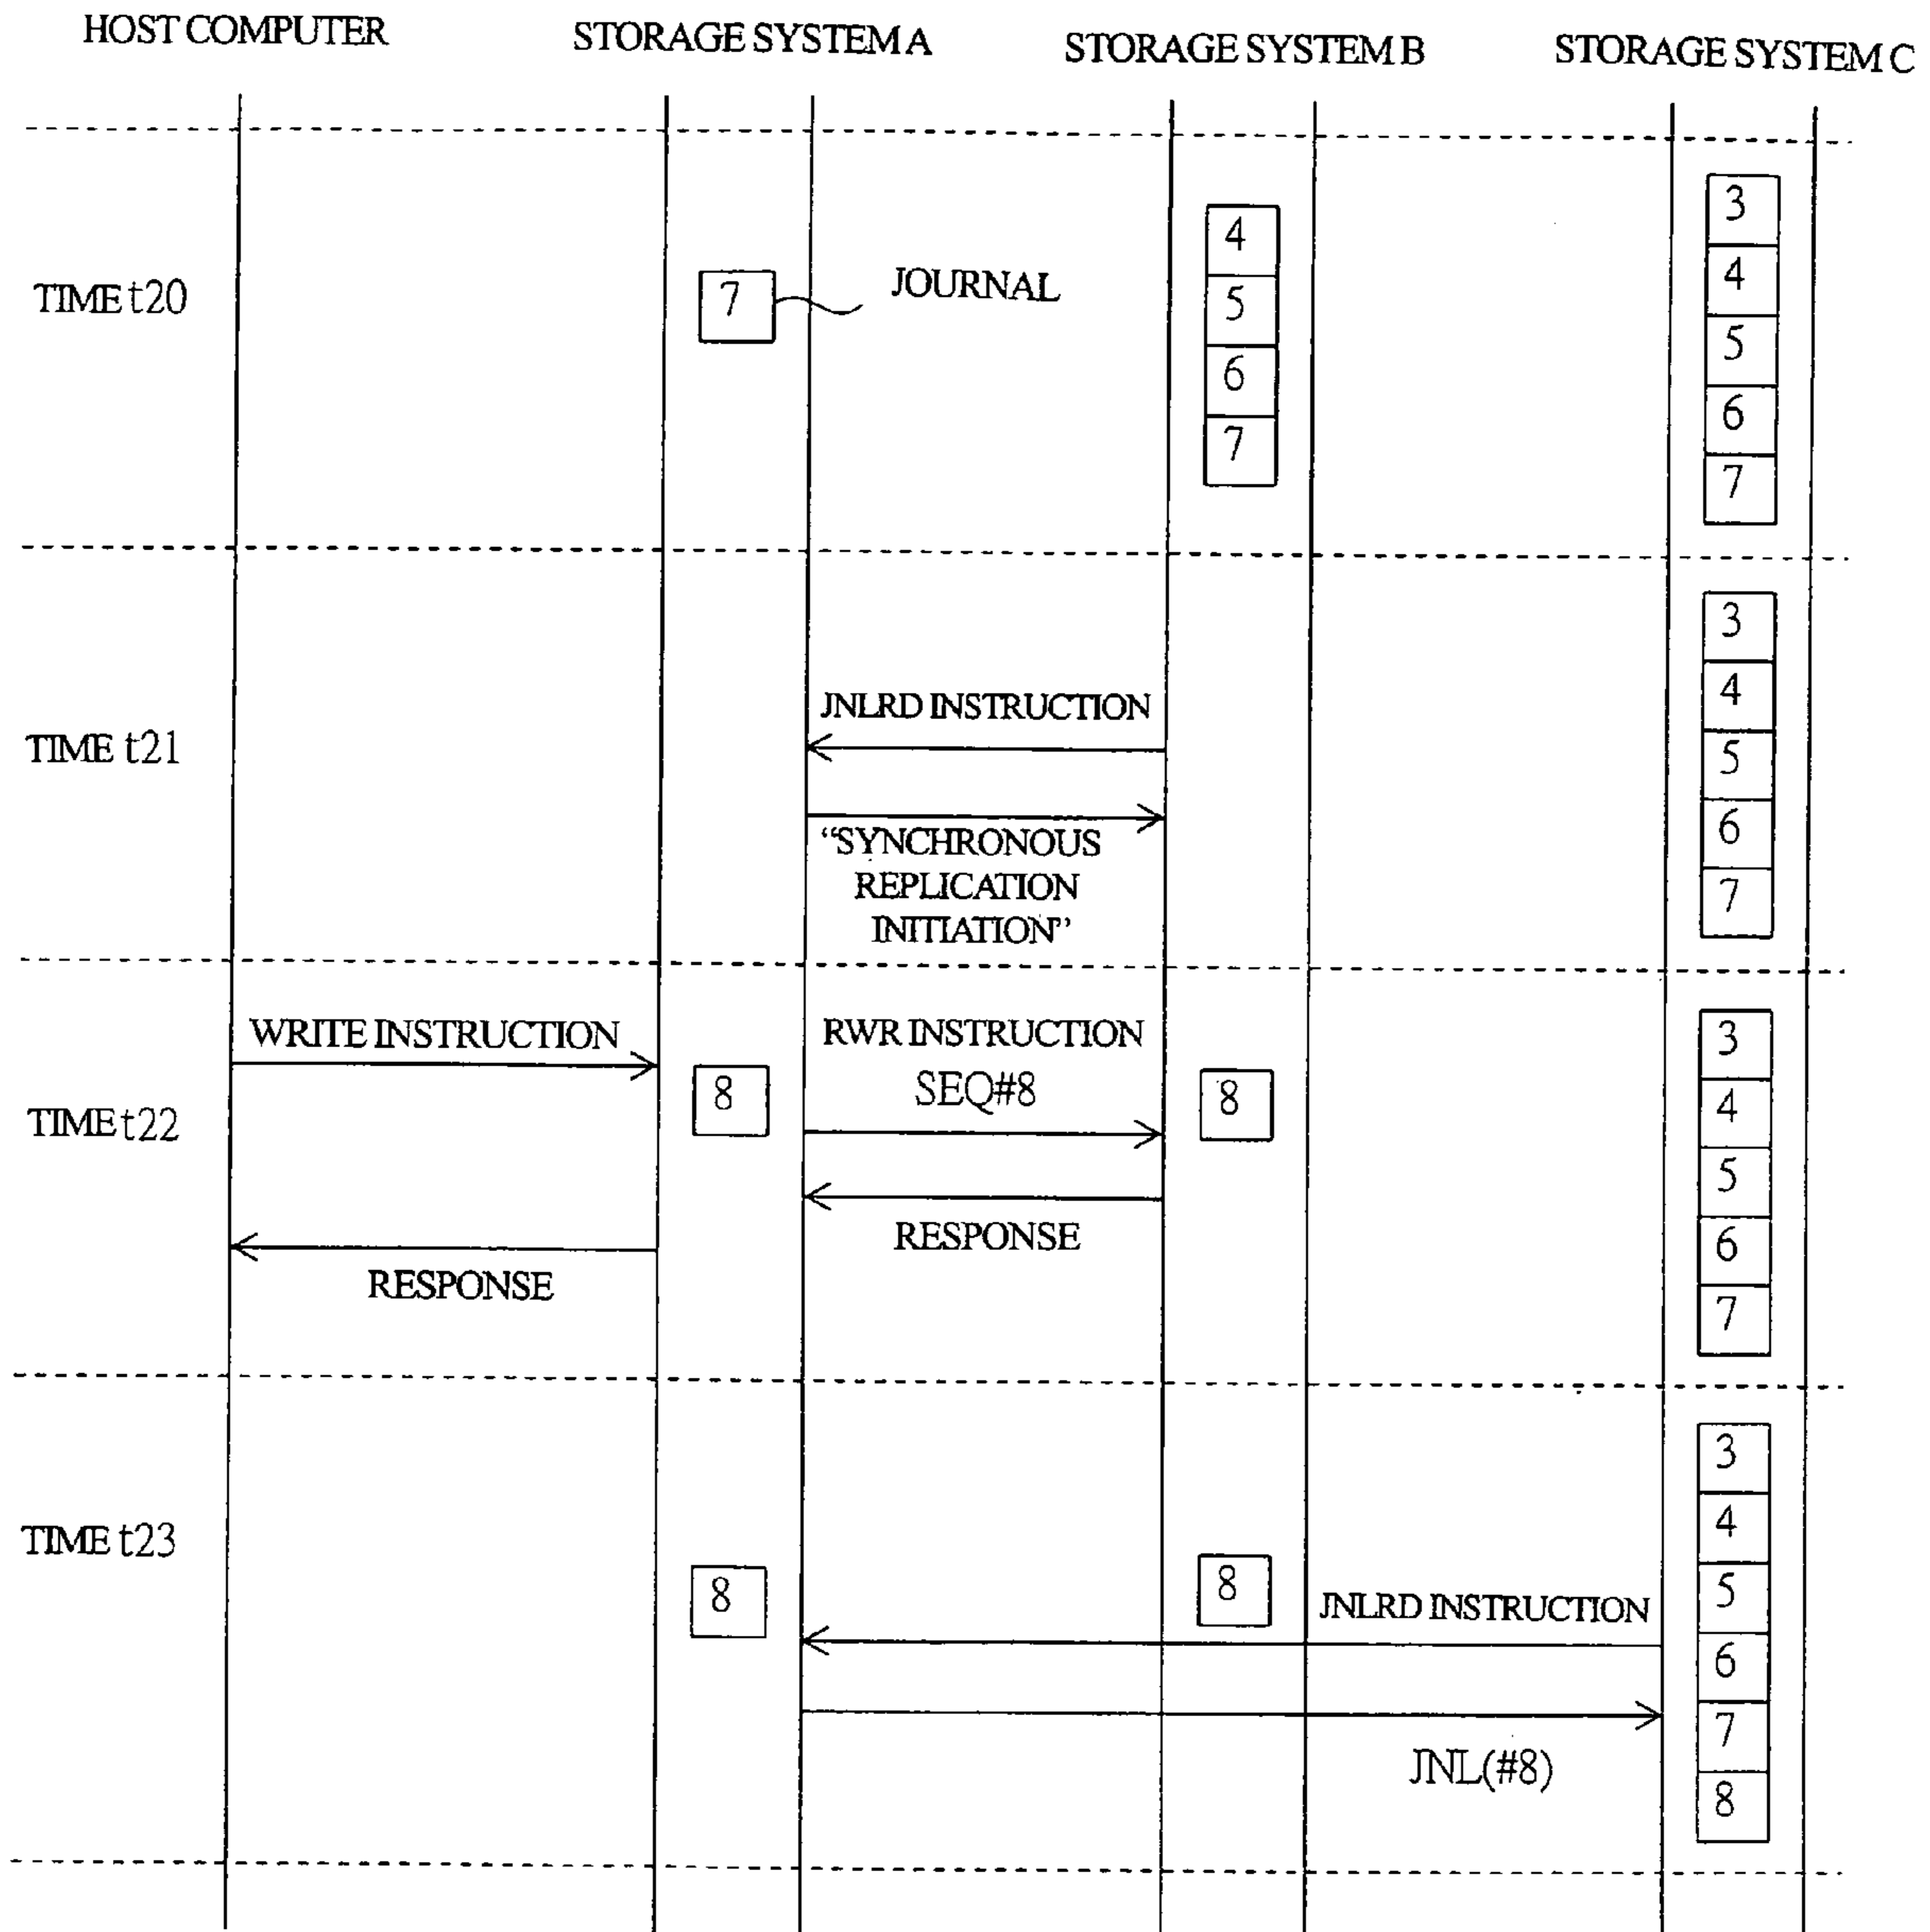 HOST COMPUTER
STORAGE SYSTEM A
STORAGE SYSTEM B
STORAGE SYSTEM C
TIME t20
7
JOURNAL
4
5
6
7
3
4
5
6
7
TIME t21
JNLRD INSTRUCTION
“SYNCHRONOUS
REPLICATION
INITIATION”
3
4
5
6
7
TIME t22
WRITE INSTRUCTION
8
RWR INSTRUCTION
SEQ#8
8
RESPONSE
RESPONSE
3
4
5
6
7
TIME t23
8
8
JNLRD INSTRUCTION
JNL(#8)
3
4
5
6
7
8